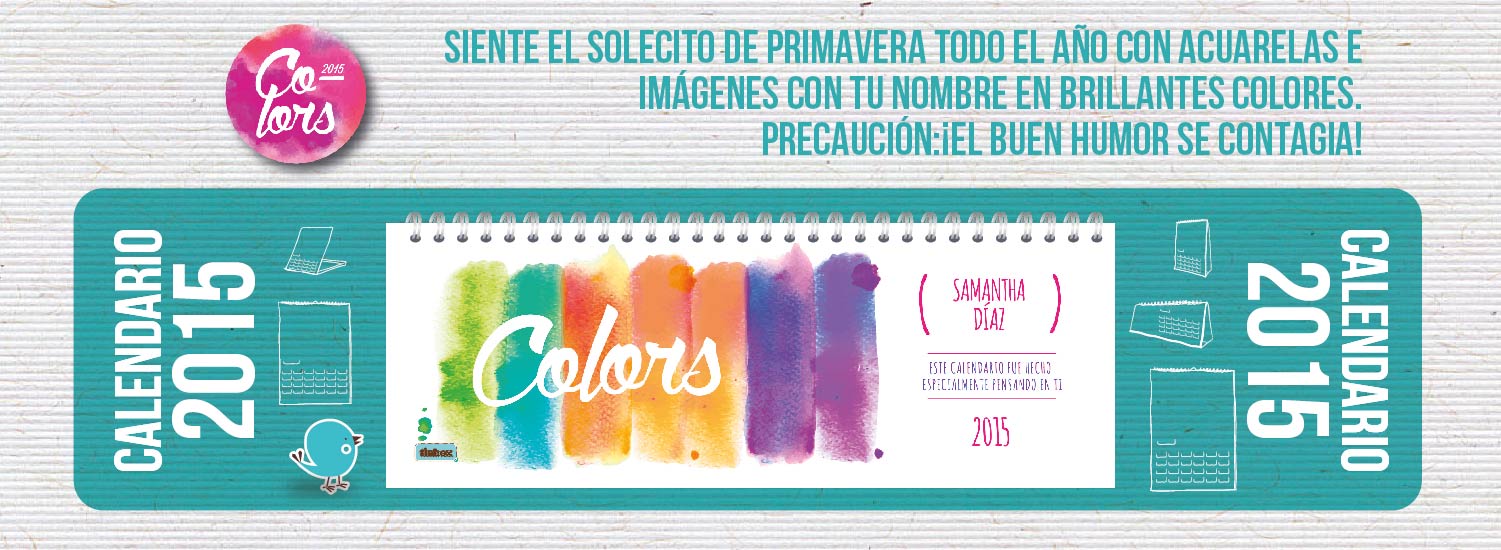 Co
2015
lors
SIENTE EL SOLECITO DE PRIMAVERA TODO EL AÑO CON ACUARELAS E
IMÁGENES CON TU NOMBRE EN BRILLANTES COLORES.
PRECAUCIÓN:¡EL BUEN HUMOR SE CONTAGIA!
CALENDARIO
2015
Colors
SAMANTHA
DÍAZ
ESTE CALENDARIO FUE HECHO
ESPECIALMENTE PENSANDO EN TI
2015
CALENDARIO
2015